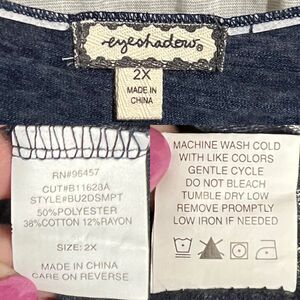 eyeshadow®
2X
MADE IN
CHINA
RN#96457
CUT#B11628A
STYLE#BU2DSMPT
50%POLYESTER
38%COTTON 12%RAYON
SIZE: 2X
MADE IN CHINA
CARE ON REVERSE
MACHINE WASH COLD
WITH LIKE COLORS
GENTLE CYCLE
DO NOT BLEACH
TUMBLE DRY LOW
REMOVE PROMPTLY
LOW IRON IF NEEDED